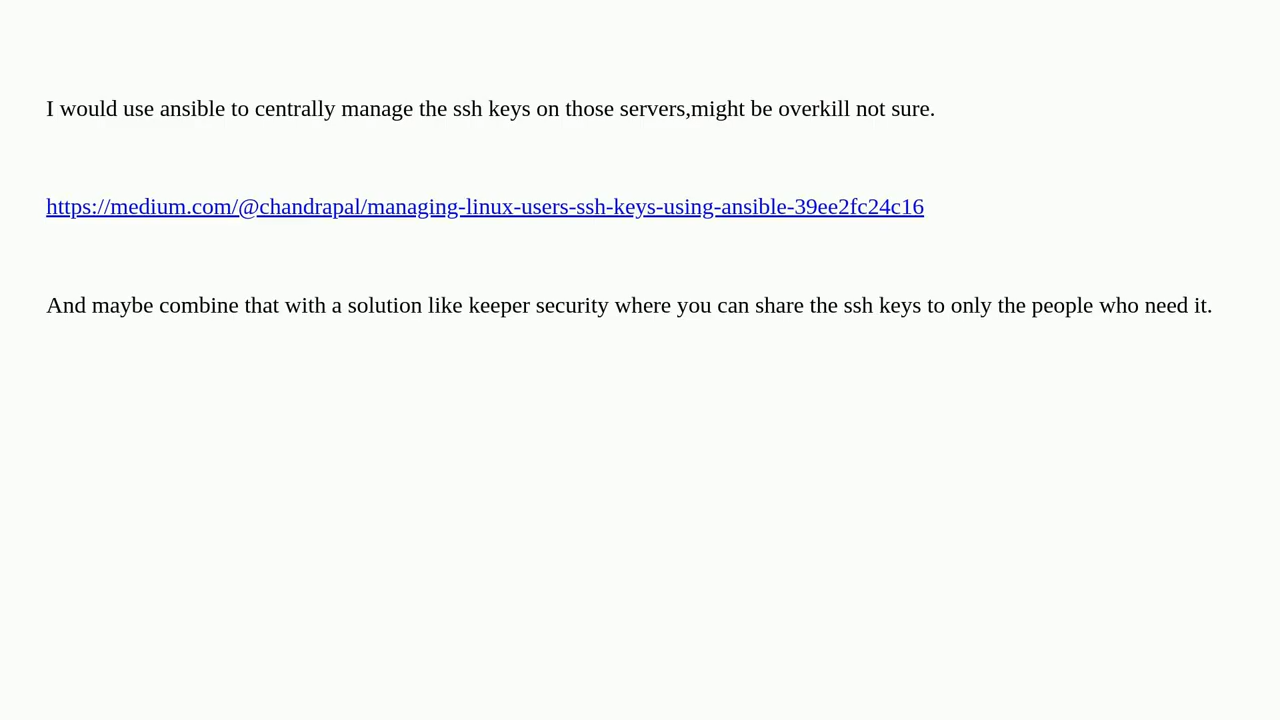 I would use ansible to centrally manage the ssh keys on those servers,might be overkill not sure.
https://medium.com/@chandrapal/managing-linux-users-ssh-keys-using-ansible-39ee2fc24c16
And maybe combine that with a solution like keeper security where you can share the ssh keys to only the people who need it.